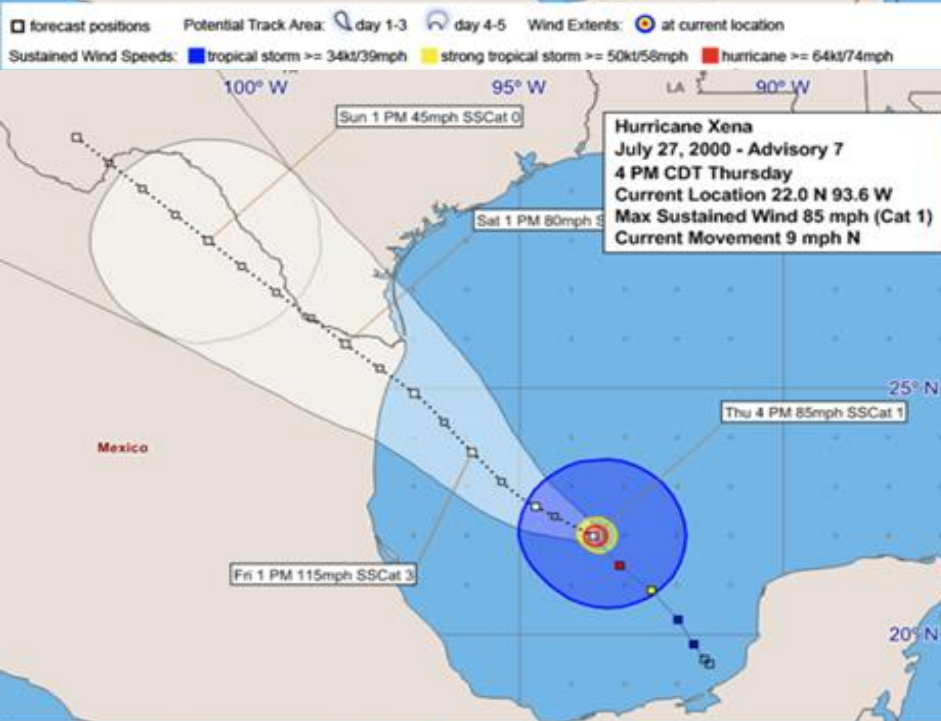 forecast positions Potential Track Area: day 1-3 day 4-5 Wind Extents: at current location
Sustained Wind Speeds: tropical storm >= 34kt/39mph strong tropical storm >= 50kt/58mph hurricane >= 64kt/74mph
100° W 95° W LA 90° W
Sun 1 PM 45mph SSCat 0
Hurricane Xena
July 27, 2000 - Advisory 7
4 PM CDT Thursday
Current Location 22.0 N 93.6 W
Max Sustained Wind 85 mph (Cat 1)
Current Movement 9 mph N
Sat 1 PM 80mph S
25° N
Thu 4 PM 85mph SSCat 1
Mexico
Fri 1 PM 115mph SSCat 3
20° N